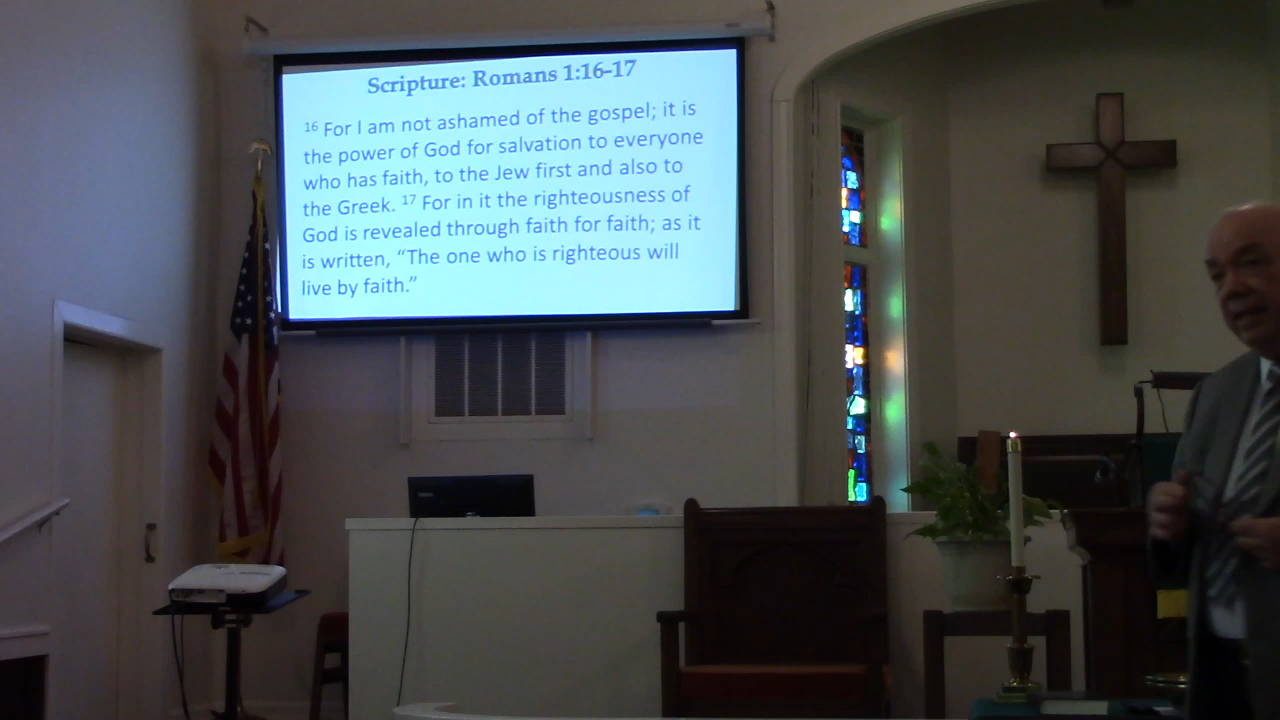 Scripture: Romans 1:16-17
16 For I am not ashamed of the gospel; it is
the power of God for salvation to everyone
who has faith, to the Jew first and also to
the Greek. 17 For in it the righteousness of
God is revealed through faith for faith; as it
is written, “The one who is righteous will
live by faith.”